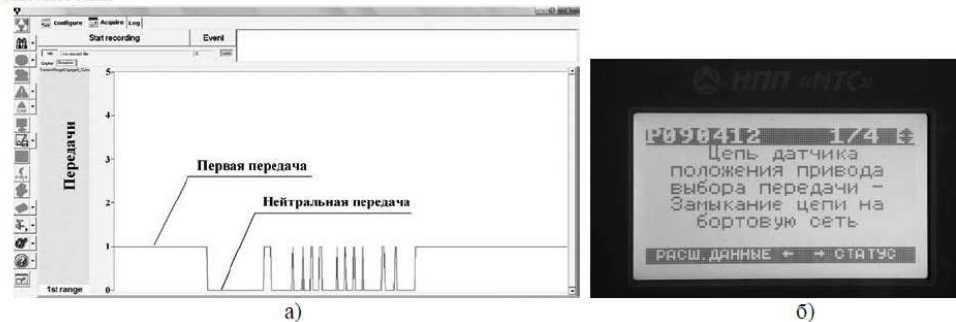 Configure Acquire Log
Start recording Event
5
4
3
2
1
0
Передачи
Первая передача
Нейтральная передача
1st range
а)
НПП «МТС»
P090412 1/4
Цепь датчика
положения привода
выбора передачи –
Замыкание цепи на
бортовую сеть
РАСШ.ДАННЫЕ ← → СТАТУС
б)